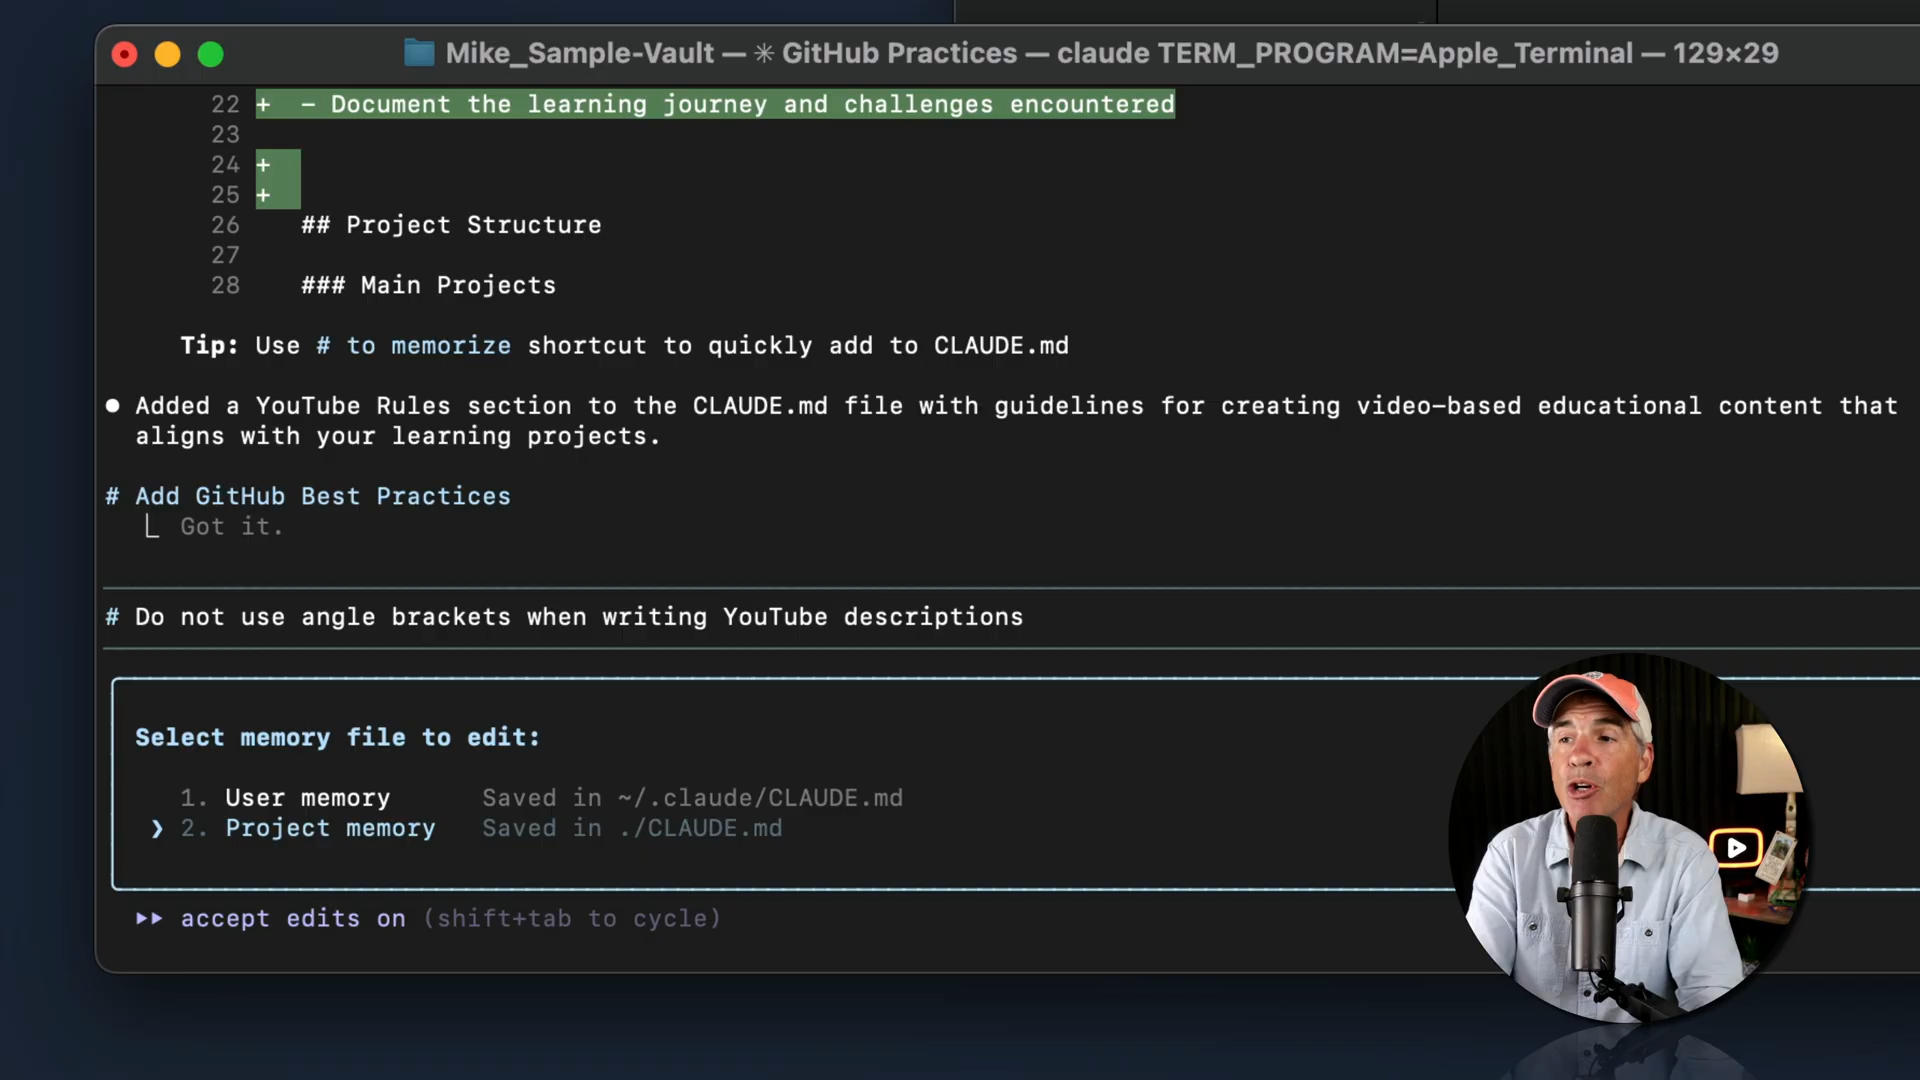 Mike_Sample-Vault — ✳ GitHub Practices — claude TERM_PROGRAM=Apple_Terminal — 129×29
22 + - Document the learning journey and challenges encountered
23
24 +
25 +
26 ## Project Structure
27
28 ### Main Projects
Tip: Use # to memorize shortcut to quickly add to CLAUDE.md
● Added a YouTube Rules section to the CLAUDE.md file with guidelines for creating video-based educational content that
aligns with your learning projects.
# Add GitHub Best Practices
⎿ Got it.
# Do not use angle brackets when writing YouTube descriptions
Select memory file to edit:
1. User memory Saved in ~/.claude/CLAUDE.md
❯ 2. Project memory Saved in ./CLAUDE.md
⏵⏵ accept edits on (shift+tab to cycle)